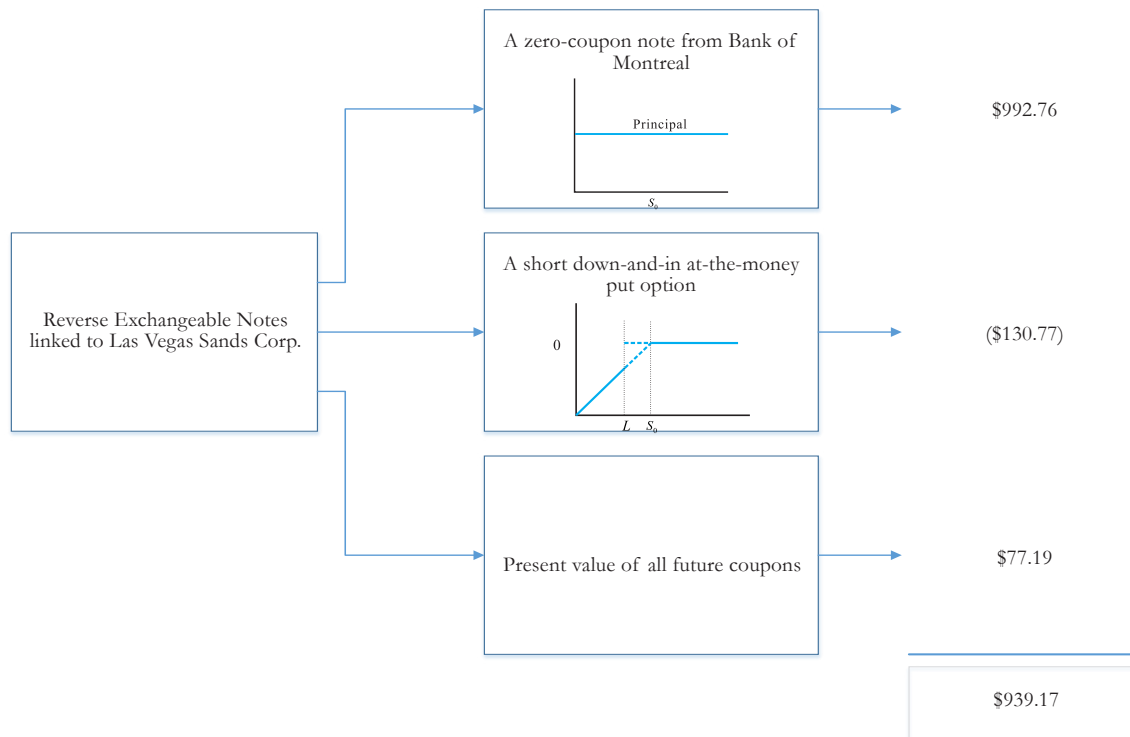 A zero-coupon note from Bank of
Montreal
Principal
S₀
$992.76
Reverse Exchangeable Notes
linked to Las Vegas Sands Corp.
A short down-and-in at-the-money
put option
0
L S₀
($130.77)
Present value of all future coupons
$77.19
$939.17